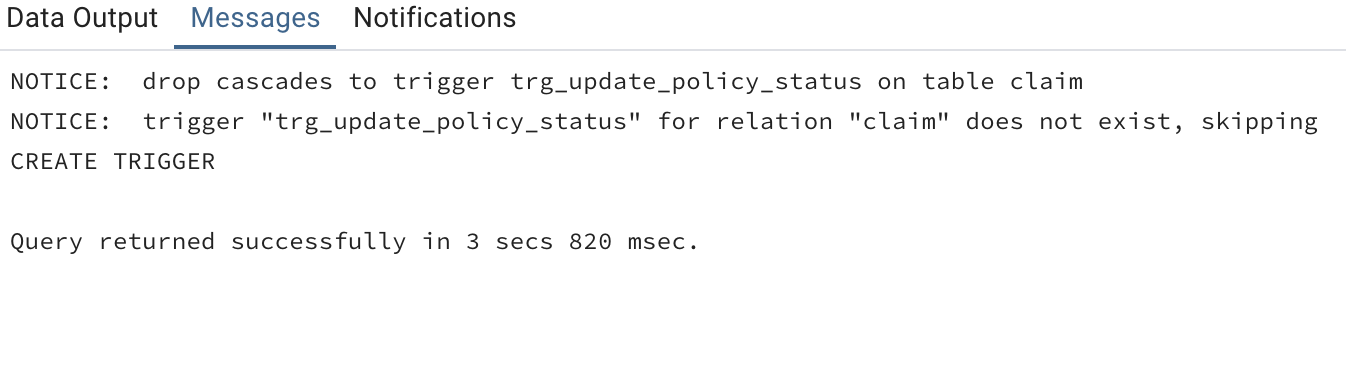 Data Output Messages Notifications
NOTICE:  drop cascades to trigger trg_update_policy_status on table claim
NOTICE:  trigger "trg_update_policy_status" for relation "claim" does not exist, skipping
CREATE TRIGGER
Query returned successfully in 3 secs 820 msec.